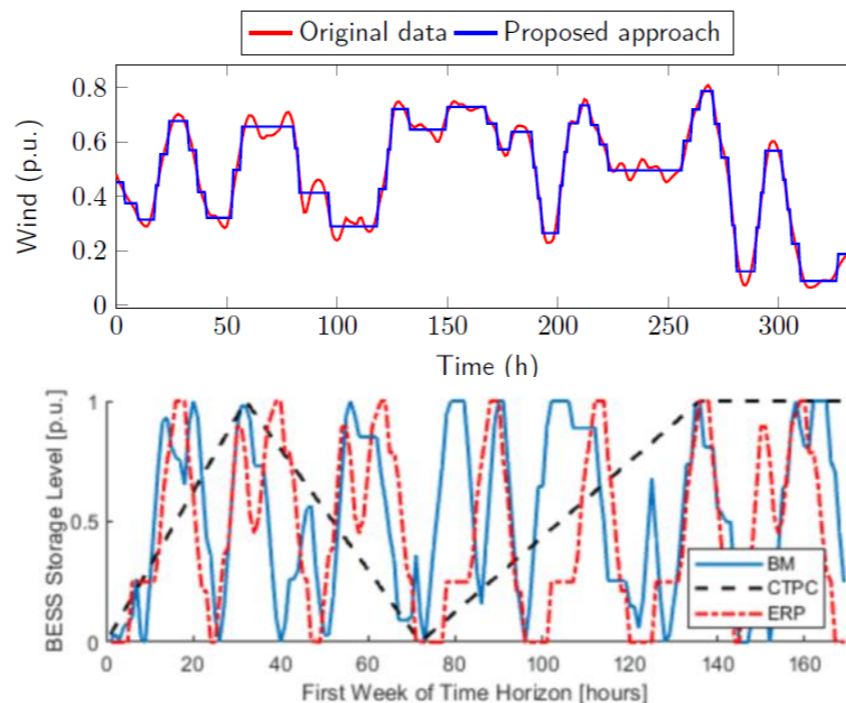 Original data Proposed approach
0.8
0.6
0.4
0.2
0
Wind (p.u.)
0 50 100 150 200 250 300
Time (h)
1
0.5
0
BESS Storage Level [p.u.]
BM
CTPC
ERP
0 20 40 60 80 100 120 140 160
First Week of Time Horizon [hours]